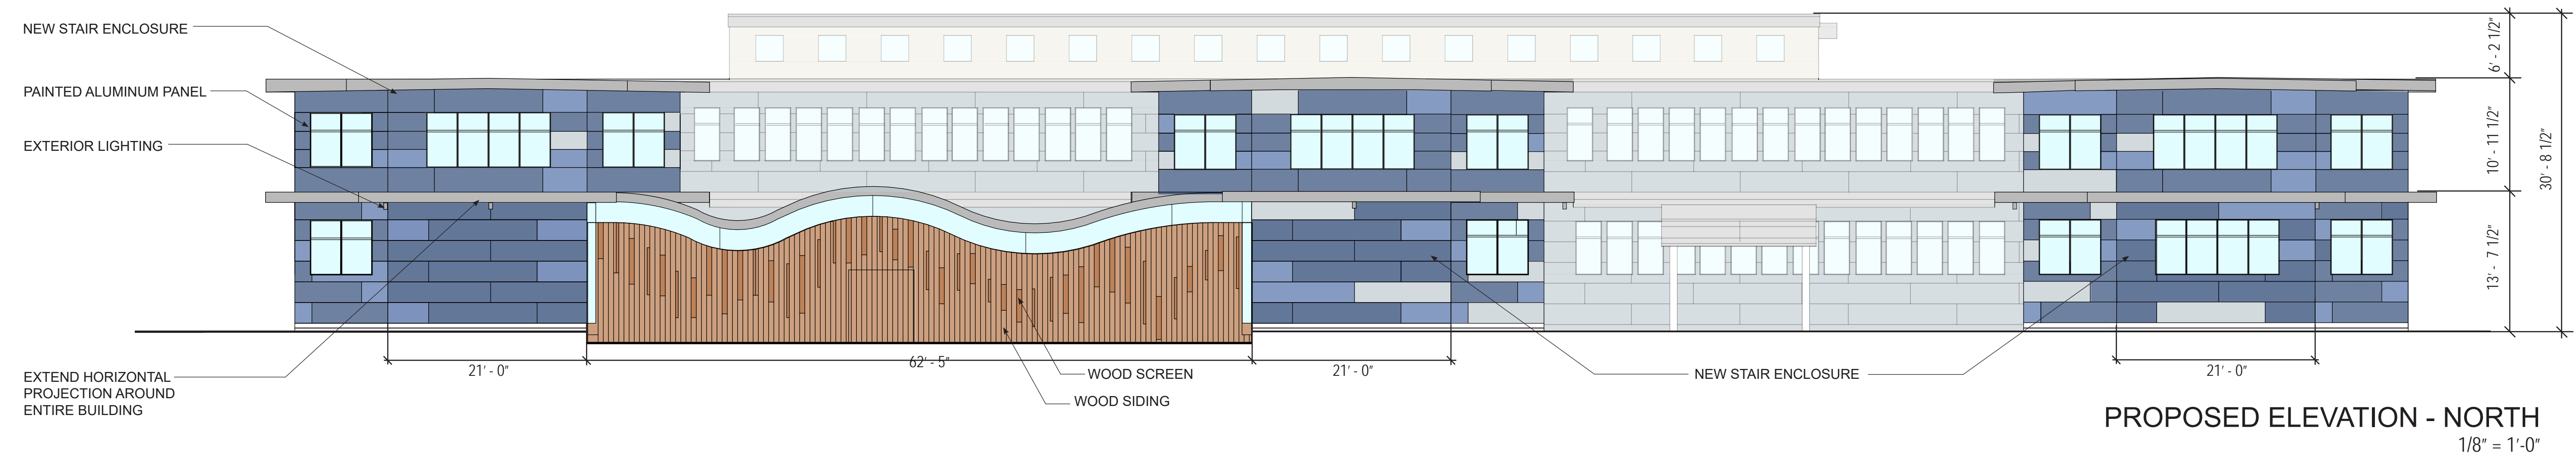 NEW STAIR ENCLOSURE
PAINTED ALUMINUM PANEL
EXTERIOR LIGHTING
EXTEND HORIZONTAL
PROJECTION AROUND
ENTIRE BUILDING
21' - 0"
62' - 5"
WOOD SCREEN
WOOD SIDING
21' - 0"
NEW STAIR ENCLOSURE
21' - 0"
6' - 2 1/2"
10' - 11 1/2"
13' - 7 1/2"
30' - 8 1/2"
PROPOSED ELEVATION - NORTH
1/8" = 1'-0"